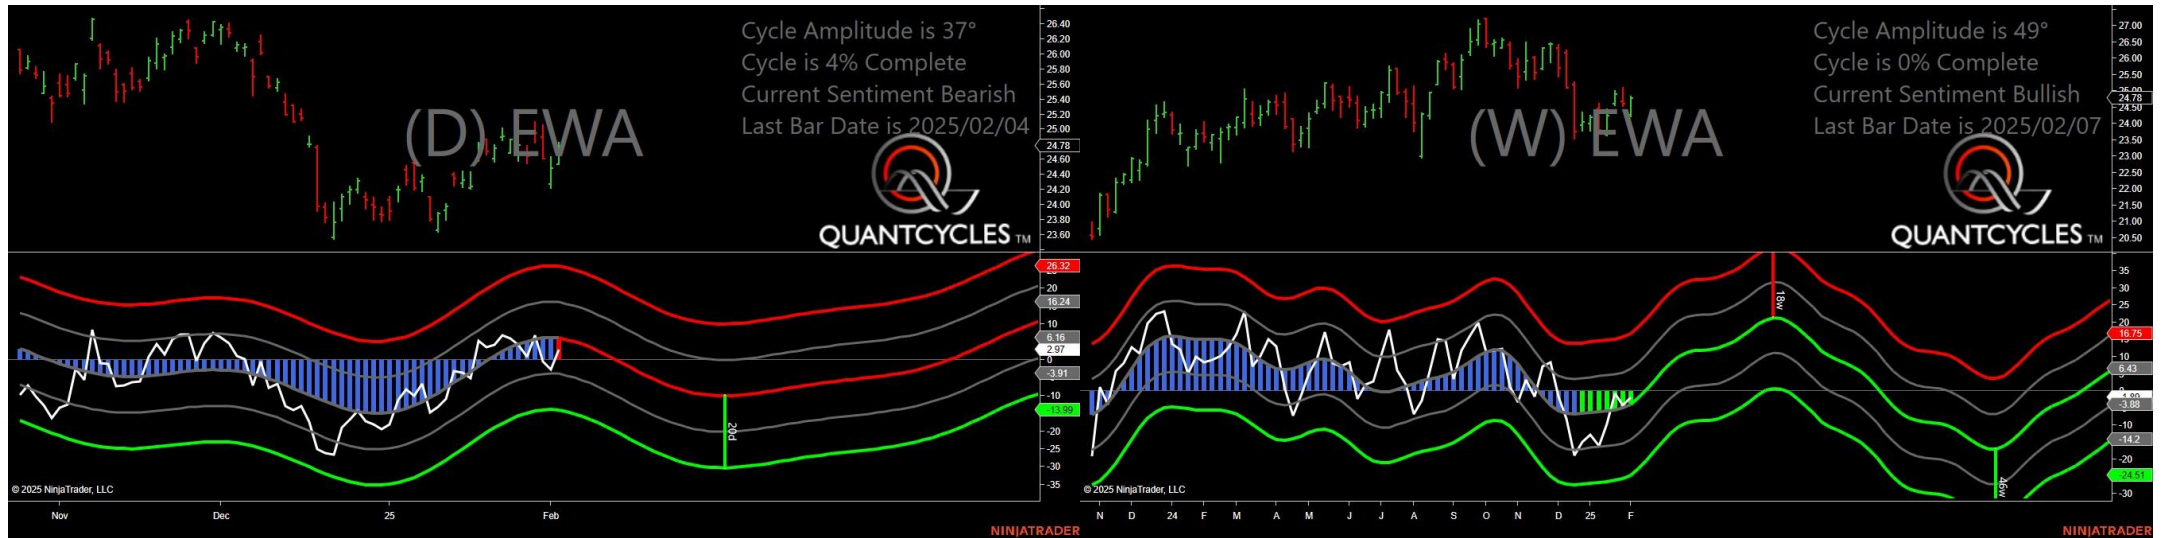 Cycle Amplitude is 37°
Cycle is 4% Complete
Current Sentiment Bearish
Last Bar Date is 2025/02/04
(D) EWA
QUANTCYCLES TM
26.40
26.20
26.00
25.80
25.60
25.40
25.20
25.00
24.78
24.60
24.40
24.20
24.00
23.80
23.60
26.32
20
16.24
10
6.16
2.97
0
-3.91
-10
-13.99
-20
-25
-30
-35
20d
© 2025 NinjaTrader, LLC
Nov Dec 25 Feb
NINJATRADER
Cycle Amplitude is 49°
Cycle is 0% Complete
Current Sentiment Bullish
Last Bar Date is 2025/02/07
(W) EWA
QUANTCYCLES TM
27.00
26.50
26.00
25.50
24.78
24.50
24.00
23.50
23.00
22.50
22.00
21.50
21.00
20.50
35
30
25
20
16.75
10
6.43
-3.88
-10
-14.2
-20
-24.51
-30
18w
46w
© 2025 NinjaTrader, LLC
N D 24 F M A M J J A S O N D 25 F
NINJATRADER